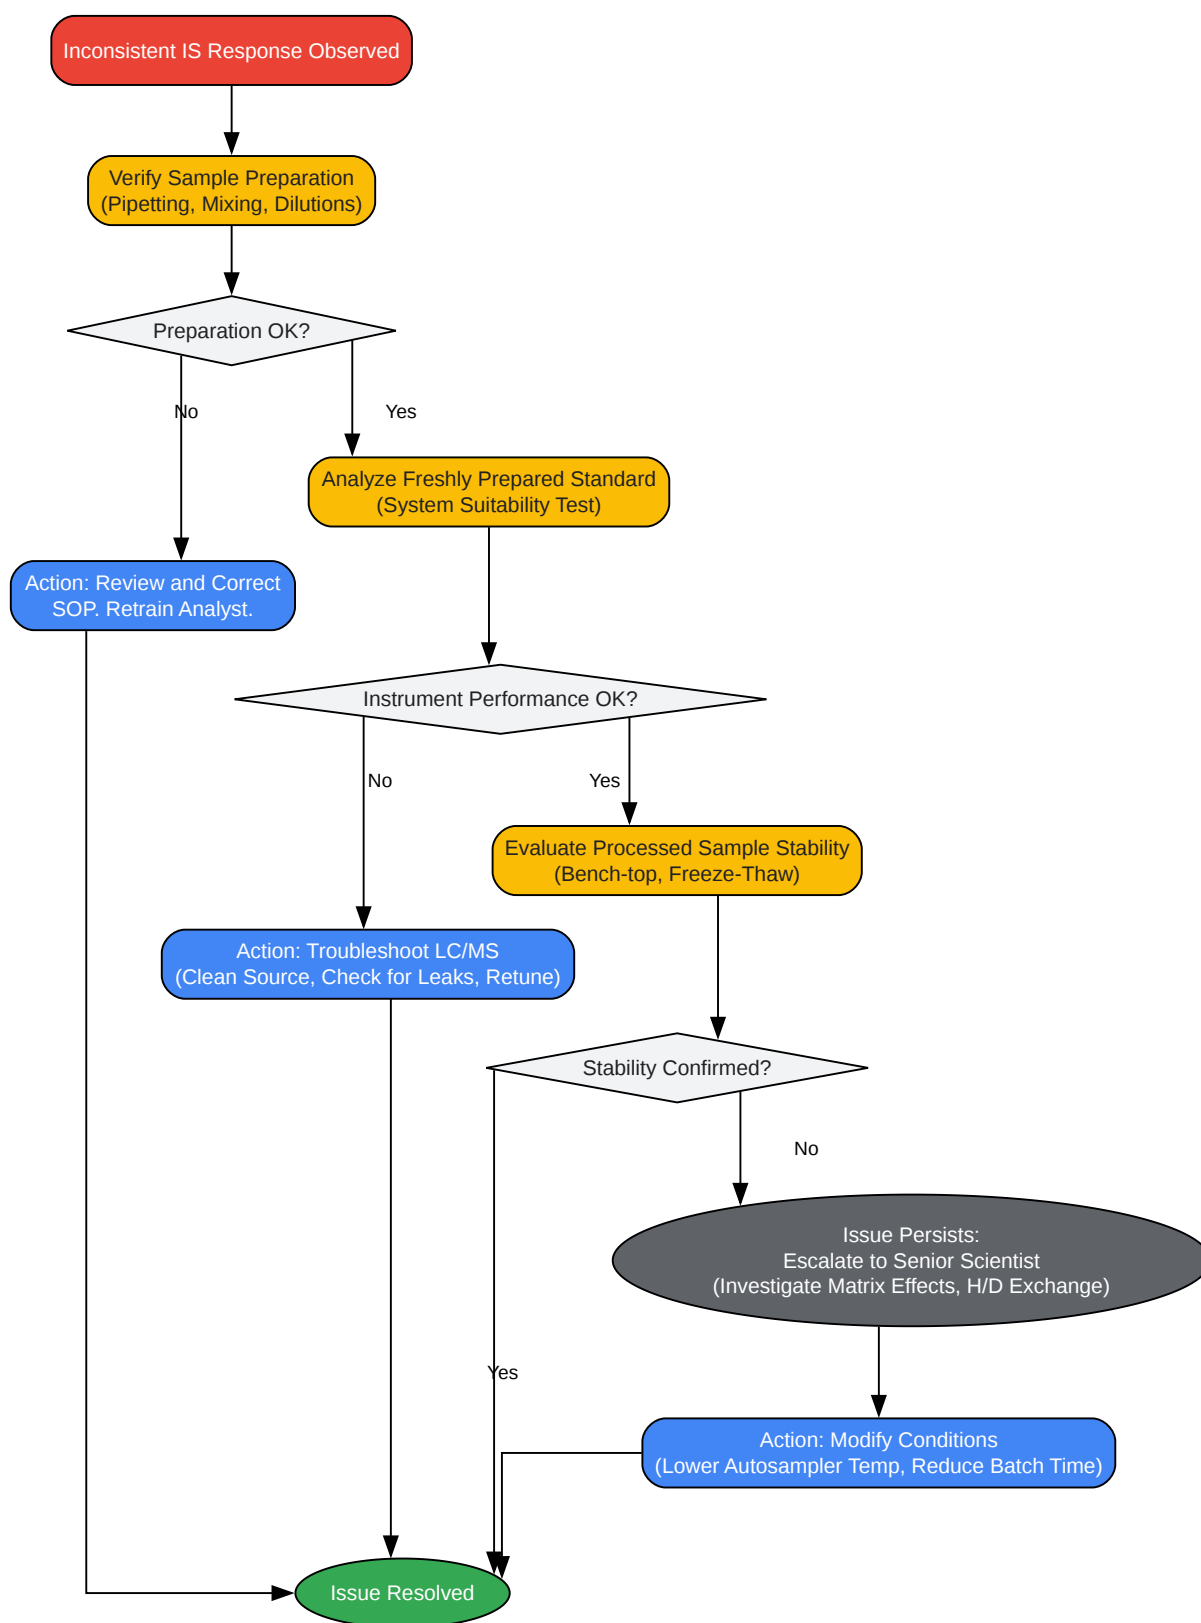 Inconsistent IS Response Observed
Verify Sample Preparation
(Pipetting, Mixing, Dilutions)
Preparation OK?
No
Yes
Analyze Freshly Prepared Standard
(System Suitability Test)
Action: Review and Correct
SOP. Retrain Analyst.
Instrument Performance OK?
No
Yes
Evaluate Processed Sample Stability
(Bench-top, Freeze-Thaw)
Action: Troubleshoot LC/MS
(Clean Source, Check for Leaks, Retune)
Stability Confirmed?
No
Issue Persists:
Escalate to Senior Scientist
(Investigate Matrix Effects, H/D Exchange)
Yes
Action: Modify Conditions
(Lower Autosampler Temp, Reduce Batch Time)
Issue Resolved